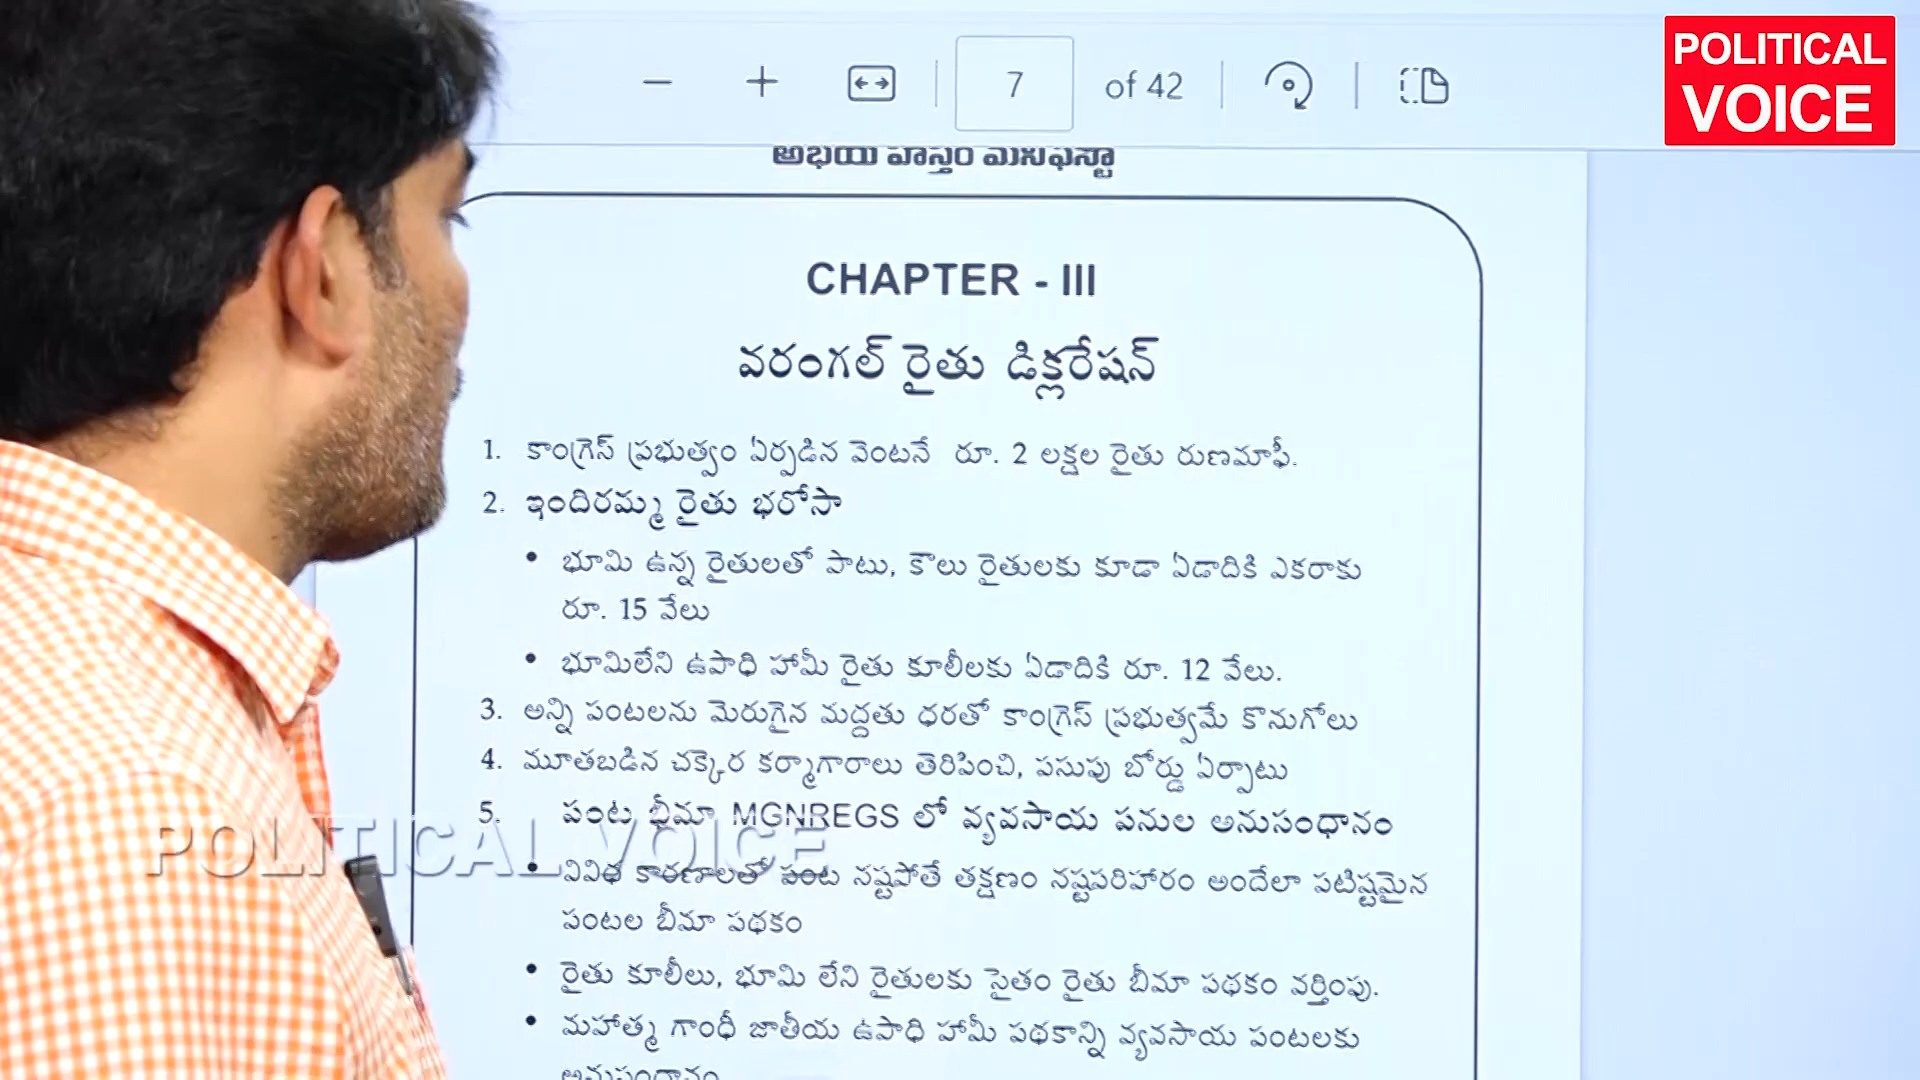 7 of 42
POLITICAL
VOICE
అభయ హస్తం మేనిఫెస్టో
CHAPTER - III
వరంగల్ రైతు డిక్లరేషన్
1. కాంగ్రెస్ ప్రభుత్వం ఏర్పడిన వెంటనే రూ. 2 లక్షల రైతు రుణమాఫీ.
2. ఇందిరమ్మ రైతు భరోసా
• భూమి ఉన్న రైతులతో పాటు, కౌలు రైతులకు కూడా ఏడాదికి ఎకరాకు
రూ. 15 వేలు
• భూమిలేని ఉపాధి హామీ రైతు కూలీలకు ఏడాదికి రూ. 12 వేలు.
3. అన్ని పంటలను మెరుగైన మద్దతు ధరతో కాంగ్రెస్ ప్రభుత్వమే కొనుగోలు
4. మూతబడిన చక్కెర కర్మాగారాలు తెరిపించి, పసుపు బోర్డు ఏర్పాటు
5. పంట భీమా MGNREGS లో వ్యవసాయ పనుల అనుసంధానం
POLITICAL VOICE
• వివిధ కారణాలతో పంట నష్టపోతే తక్షణం నష్టపరిహారం అందేలా పటిష్టమైన
పంటల బీమా పథకం
• రైతు కూలీలు, భూమి లేని రైతులకు సైతం రైతు బీమా పథకం వర్తింపు.
• మహాత్మ గాంధీ జాతీయ ఉపాధి హామీ పథకాన్ని వ్యవసాయ పంటలకు
అనుసంధానం